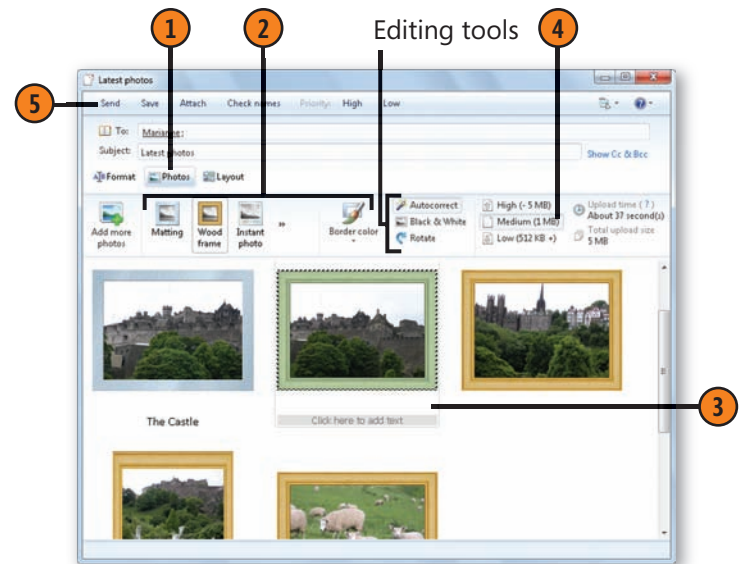 1 2 Editing tools 4
Latest photos
5 Send Save Attach Check names Priority: High Low
To: Marianne;
Subject: Latest photos Show Cc & Bcc
Format Photos Layout
Add more photos Matting Wood frame Instant photo » Border color
Autocorrect High (- 5 MB) Upload time ( ? )
Black & White Medium (1 MB) About 37 second(s)
Rotate Low (512 KB +) Total upload size
5 MB
3
The Castle Click here to add text